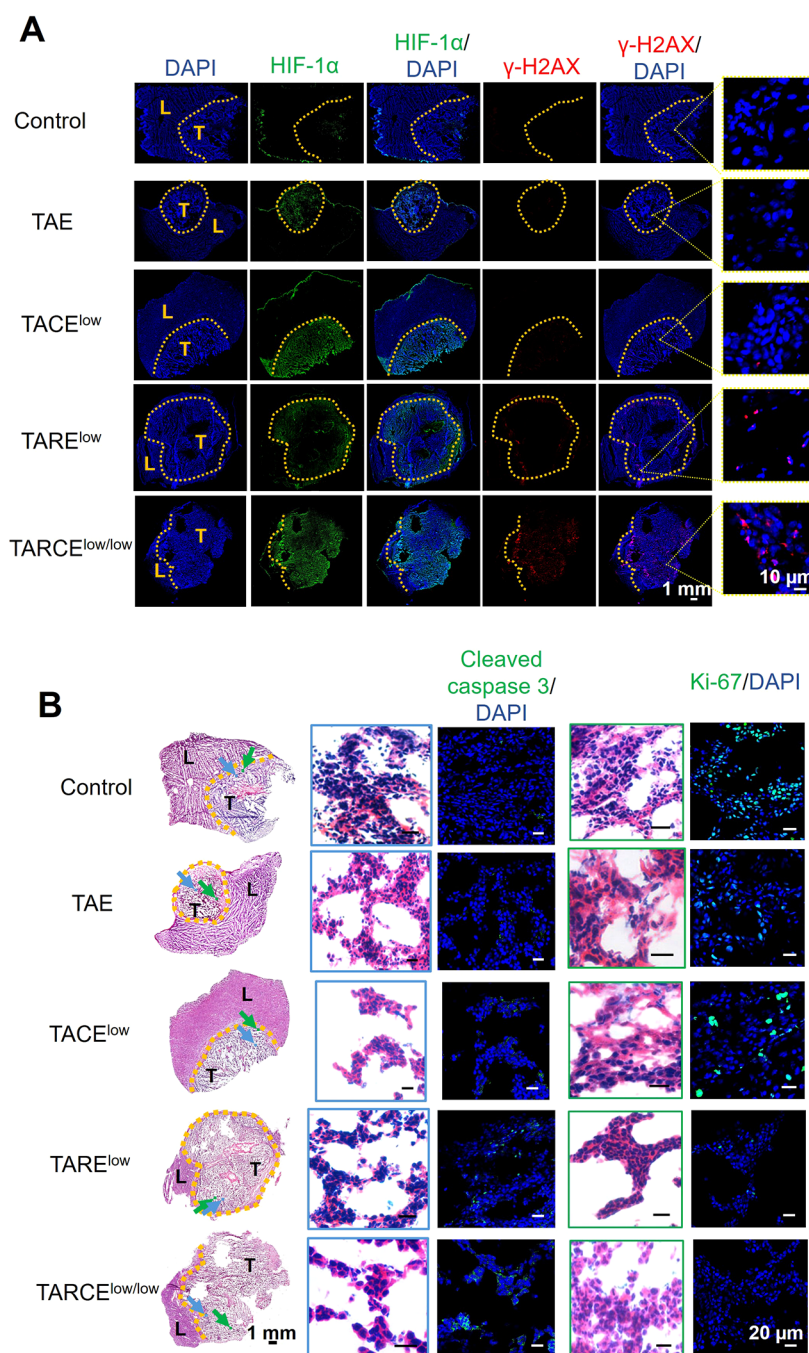 A
DAPI
HIF-1α
HIF-1α/
DAPI
γ-H2AX
γ-H2AX/
DAPI
Control
L
T
TAE
T
L
TACElow
L
T
TARElow
L
T
TARCElow/low
T
L
1 mm
10 µm
B
Cleaved
caspase 3/
DAPI
Ki-67/DAPI
Control
L
T
TAE
L
T
TACElow
L
T
TARElow
L
T
TARCElow/low
T
L
1 mm
20 µm